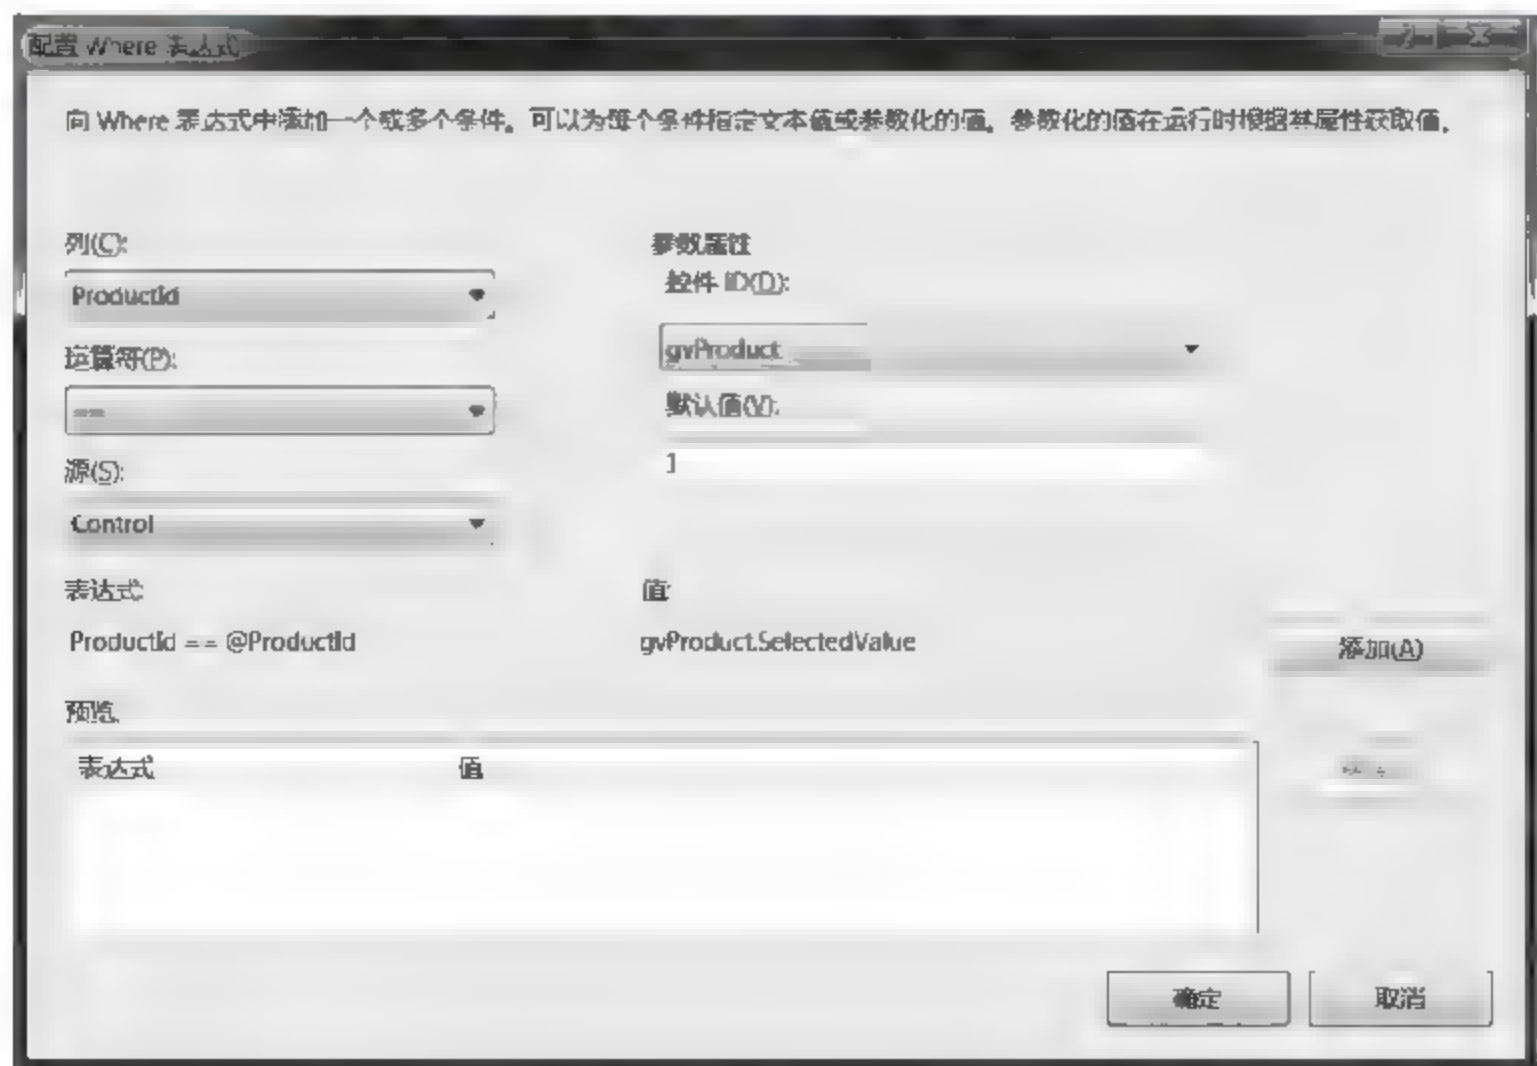 配置 Where 表达式
向 Where 表达式中添加一个或多个条件。可以为每个条件指定文本值或参数化的值。参数化的值在运行时根据其属性获取值。
列(C):
参数属性
控件 ID(D):
ProductId
gvProduct
运算符(P):
默认值(V):
==
1
源(S):
Control
表达式:
值:
ProductId == @ProductId
gvProduct.SelectedValue
添加(A)
预览:
表达式
值
确定
取消